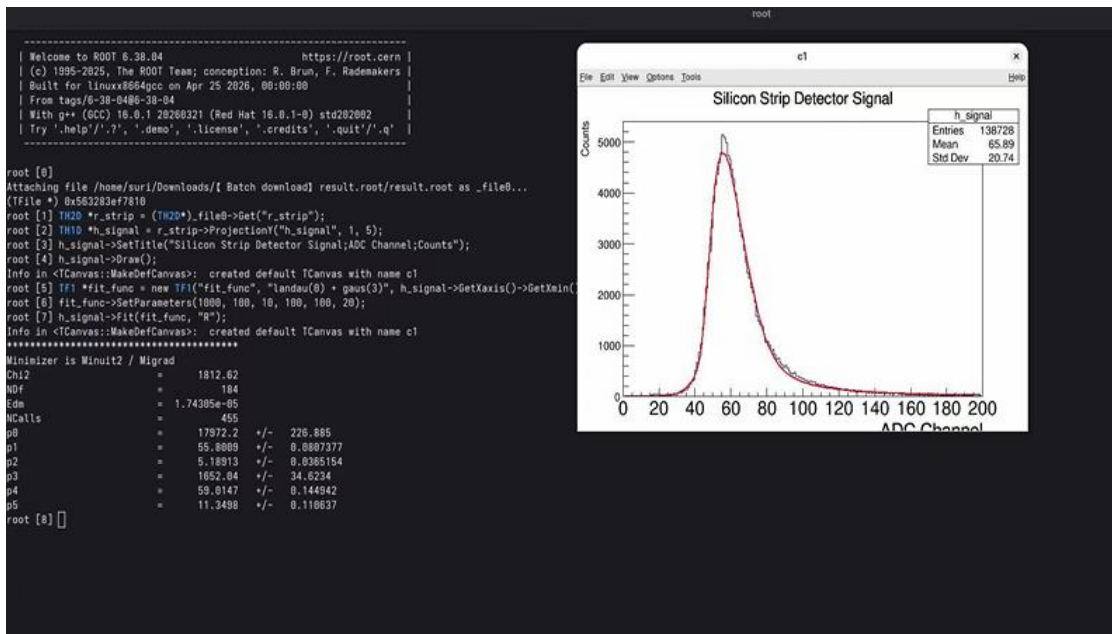 root
| Welcome to ROOT 6.38.04 https://root.cern |
| (c) 1995-2025, The ROOT Team; conception: R. Brun, F. Rademakers |
| Built for linuxx8664gcc on Apr 25 2026, 00:00:00 |
| From tags/6-38-04@6-38-04 |
| With g++ (GCC) 16.0.1 20260321 (Red Hat 16.0.1-0) std202002 |
| Try '.help'/'.?', '.demo', '.license', '.credits', '.quit'/'.q' |
root [0]
Attaching file /home/suri/Downloads/【 Batch download】 result.root/result.root as _file0...
(TFile *) 0x563283ef7810
root [1] TH2D *r_strip = (TH2D*)_file0->Get("r_strip");
root [2] TH1D *h_signal = r_strip->ProjectionY("h_signal", 1, 5);
root [3] h_signal->SetTitle("Silicon Strip Detector Signal;ADC Channel;Counts");
root [4] h_signal->Draw();
Info in <TCanvas::MakeDefCanvas>: created default TCanvas with name c1
root [5] TF1 *fit_func = new TF1("fit_func", "landau(0) + gaus(3)", h_signal->GetXaxis()->GetXmin()
root [6] fit_func->SetParameters(1000, 100, 10, 100, 100, 20);
root [7] h_signal->Fit(fit_func, "R");
Info in <TCanvas::MakeDefCanvas>: created default TCanvas with name c1
****************************************
Minimizer is Minuit2 / Migrad
Chi2 = 1812.62
NDf = 184
Edm = 1.74305e-05
NCalls = 455
p0 = 17972.2 +/- 226.885
p1 = 55.8009 +/- 0.0807377
p2 = 5.18913 +/- 0.0365154
p3 = 1652.04 +/- 34.6234
p4 = 59.0147 +/- 0.144942
p5 = 11.3498 +/- 0.110637
root [8]
c1
File Edit View Options Tools Help
Silicon Strip Detector Signal
h_signal
Entries 138728
Mean 65.89
Std Dev 20.74
Counts
5000
4000
3000
2000
1000
0
0 20 40 60 80 100 120 140 160 180 200
ADC Channel